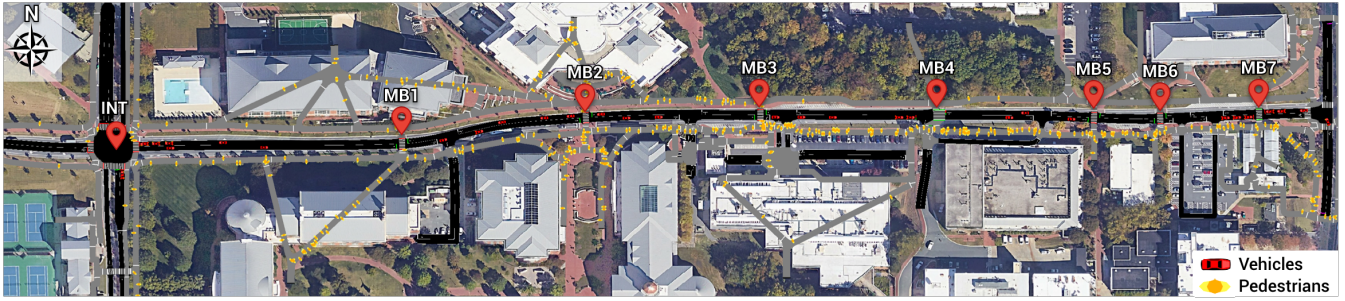 N
INT
MB1
MB2
MB3
MB4
MB5
MB6
MB7
Vehicles
Pedestrians